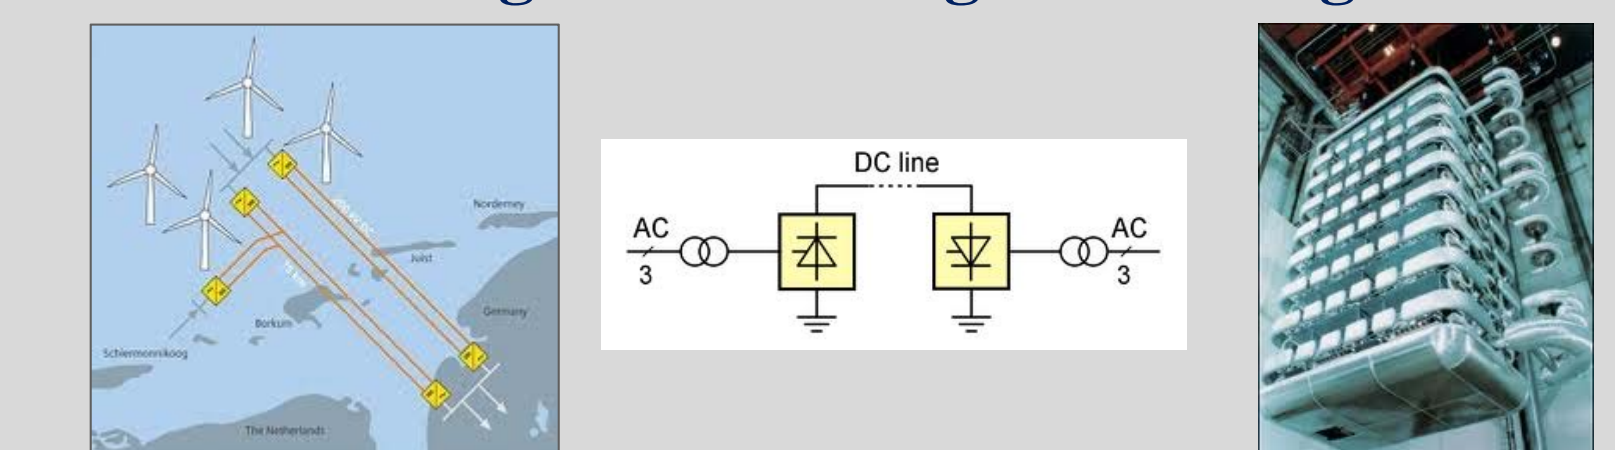 Norderney
Juist
Germany
Borkum
Schiermonnikoog
The Netherlands
DC line
AC
3
AC
3